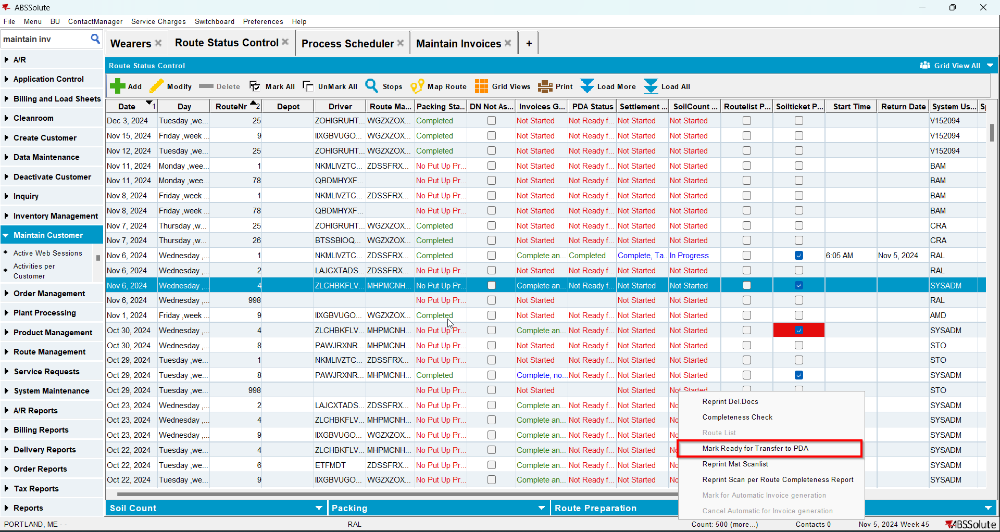 ABSSolute
File Menu BU ContactManager Service Charges Switchboard Preferences Help
maintain inv
Wearers Route Status Control Process Scheduler Maintain Invoices +
Route Status Control Grid View All
Add Modify Delete Mark All UnMark All Stops Map Route Grid Views Print Load More Load All
A/R
Application Control
Billing and Load Sheets
Cleanroom
Create Customer
Data Maintenance
Deactivate Customer
Inquiry
Inventory Management
Maintain Customer
Active Web Sessions
Activities per
Customer
Order Management
Plant Processing
Product Management
Route Management
Service Requests
System Maintenance
A/R Reports
Billing Reports
Delivery Reports
Order Reports
Tax Reports
Reports
Date 1 Day RouteNr 2 Depot Driver Route Ma... Packing Sta... DN Not As... Invoices G... PDA Status Settlement ... SoilCount ... Routelist P... Soilticket P... Start Time Return Date System Us...
Dec 3, 2024 Tuesday ,we... 25 ZOHIGRUHT... WGZXZOX... Completed Not Started Not Ready f... Not Started Not Started V152094
Nov 15, 2024 Friday ,week ... 9 IIXGBVUGO... WGZXZOX... Completed Not Started Not Ready f... Not Started Not Started V152094
Nov 12, 2024 Tuesday ,we... 25 ZOHIGRUHT... WGZXZOX... Completed Not Started Not Ready f... Not Started Not Started V152094
Nov 11, 2024 Monday ,wee... 1 NKMLIVZTC... ZDSSFRX... No Put Up Pr... Not Started Not Ready f... Not Started Not Started BAM
Nov 11, 2024 Monday ,wee... 78 QBDMHYXF... No Put Up Pr... Not Started Not Ready f... Not Started Not Started BAM
Nov 8, 2024 Friday ,week ... 1 NKMLIVZTC... ZDSSFRX... No Put Up Pr... Not Started Not Ready f... Not Started Not Started BAM
Nov 8, 2024 Friday ,week ... 78 QBDMHYXF... No Put Up Pr... Not Started Not Ready f... Not Started Not Started BAM
Nov 7, 2024 Thursday ,w... 25 ZOHIGRUHT... WGZXZOX... Completed Not Started Not Ready f... Not Started Not Started CRA
Nov 7, 2024 Thursday ,w... 26 BTSSBIOQ... WGZXZOX... Completed Not Started Not Ready f... Not Started Not Started CRA
Nov 6, 2024 Wednesday ,... 1 NKMLIVZTC... ZDSSFRX... Completed Complete an... Completed Complete, Ta... In Progress 6:05 AM Nov 5, 2024 RAL
Nov 6, 2024 Wednesday ,... 2 LAJCXTADS... ZDSSFRX... No Put Up Pr... Not Started Not Ready f... Not Started Not Started RAL
Nov 6, 2024 Wednesday ,... 4 ZLCHBKFLV... MHPMCNH... No Put Up Pr... Complete an... Not Ready f... Not Started Not Started SYSADM
Nov 6, 2024 Wednesday ,... 998 No Put Up Pr... Not Started Not Started Not Started RAL
Nov 1, 2024 Friday ,week ... 9 IIXGBVUGO... WGZXZOX... Completed Not Started Not Ready f... Not Started Not Started AMD
Oct 30, 2024 Wednesday ,... 4 ZLCHBKFLV... MHPMCNH... No Put Up Pr... Complete an... Not Ready f... Not Started Not Started SYSADM
Oct 30, 2024 Wednesday ,... 8 PAWJRXNR... MHPMCNH... No Put Up Pr... Not Started Not Ready f... Not Started Not Started STO
Oct 29, 2024 Tuesday ,we... 1 NKMLIVZTC... ZDSSFRX... No Put Up Pr... Not Started Not Ready f... Not Started Not Started STO
Oct 29, 2024 Tuesday ,we... 8 PAWJRXNR... MHPMCNH... Completed Complete, no... Not Ready f... Not Started Not Started SYSADM
Oct 29, 2024 Tuesday ,we... 998 No Put Up Pr... Not Started Not Started Not Started STO
Oct 23, 2024 Wednesday ,... 2 LAJCXTADS... ZDSSFRX... No Put Up Pr... Complete an... Not Ready f... Not Started SYSADM
Oct 23, 2024 Wednesday ,... 4 ZLCHBKFLV... MHPMCNH... No Put Up Pr... Complete an... Not Ready f... Not Started SYSADM
Oct 23, 2024 Wednesday ,... 9 IIXGBVUGO... WGZXZOX... No Put Up Pr... Complete an... Not Ready f... Not Started SYSADM
Oct 22, 2024 Tuesday ,we... 4 ZLCHBKFLV... MHPMCNH... No Put Up Pr... Complete an... Not Ready f... Not Started SYSADM
Oct 22, 2024 Tuesday ,we... 6 ETFMDT ZDSSFRX... No Put Up Pr... Complete an... Not Ready f... Not Started SYSADM
Oct 22, 2024 Tuesday ,we... 9 IIXGBVUGO... WGZXZOX... No Put Up Pr... Complete an... Not Ready f... Not Started SYSADM
Reprint Del.Docs
Completeness Check
Route List
Mark Ready for Transfer to PDA
Reprint Mat Scanlist
Reprint Scan per Route Completeness Report
Mark for Automatic Invoice generation
Cancel Automatic for Invoice generation
Soil Count Packing Route Preparation
PORTLAND, ME - - RAL Count: 500 (more...) Contacts 0 Nov 5, 2024 Week 45 ABSSolute